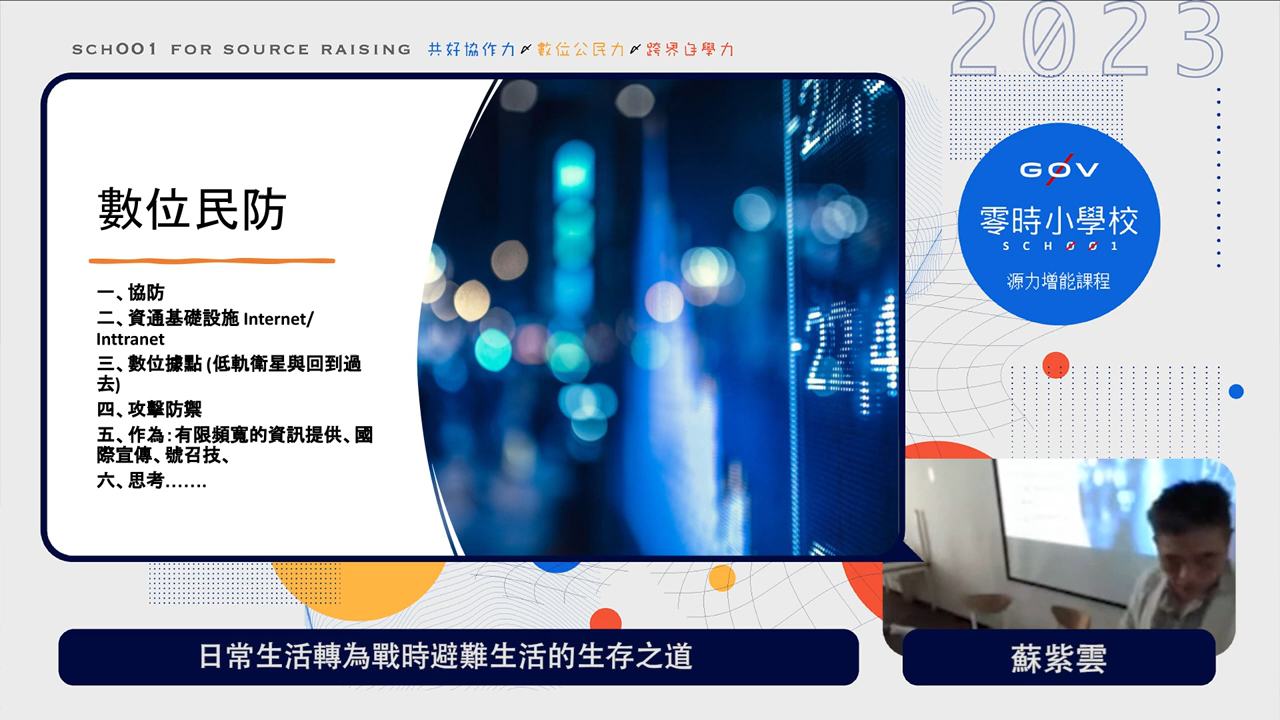 SCHOO1 FOR SOURCE RAISING 共好協作力〆數位公民力〆跨界自學力
2023
GOV
零時小學校
SCHOO1
源力增能課程
數位民防
一、協防
二、資通基礎設施 Internet/
Inttranet
三、數位據點 (低軌衛星與回到過
去)
四、攻擊防禦
五、作為：有限頻寬的資訊提供、國
際宣傳、號召技、
六、思考.......
214
日常生活轉為戰時避難生活的生存之道
蘇紫雲